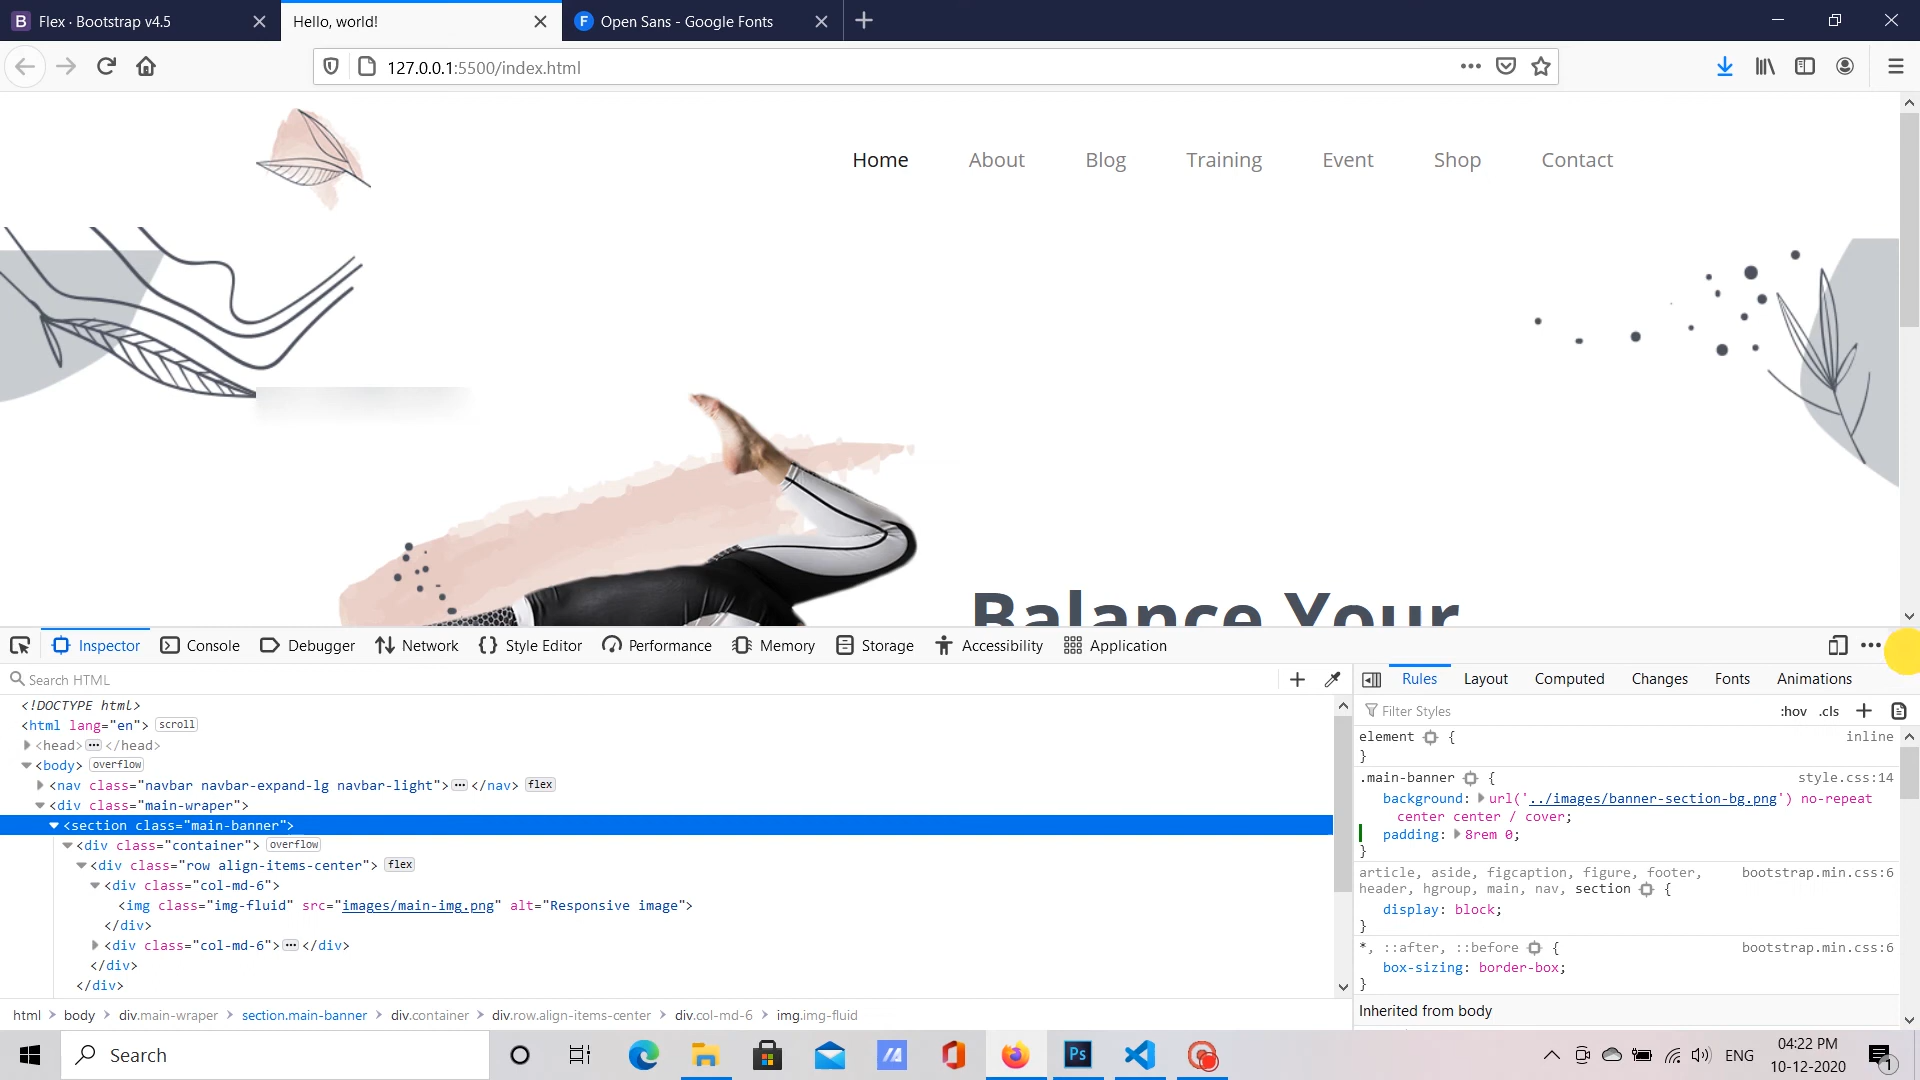 B Flex · Bootstrap v4.5
Hello, world!
F Open Sans - Google Fonts
127.0.0.1:5500/index.html
Home About Blog Training Event Shop Contact
Balance Your
Inspector Console Debugger Network Style Editor Performance Memory Storage Accessibility Application
Search HTML
<!DOCTYPE html>
<html lang="en"> scroll
<head> ••• </head>
<body> overflow
<nav class="navbar navbar-expand-lg navbar-light"> ••• </nav> flex
<div class="main-wraper">
<section class="main-banner">
<div class="container"> overflow
<div class="row align-items-center"> flex
<div class="col-md-6">
<img class="img-fluid" src="images/main-img.png" alt="Responsive image">
</div>
<div class="col-md-6"> ••• </div>
</div>
</div>
html > body > div.main-wraper > section.main-banner > div.container > div.row.align-items-center > div.col-md-6 > img.img-fluid
Rules Layout Computed Changes Fonts Animations
Filter Styles :hov .cls
element { inline
}
.main-banner { style.css:14
background: url('../images/banner-section-bg.png') no-repeat
center center / cover;
padding: 8rem 0;
}
article, aside, figcaption, figure, footer, bootstrap.min.css:6
header, hgroup, main, nav, section {
display: block;
}
*, ::after, ::before { bootstrap.min.css:6
box-sizing: border-box;
}
Inherited from body
Search
Ps
ENG
04:22 PM
10-12-2020
1